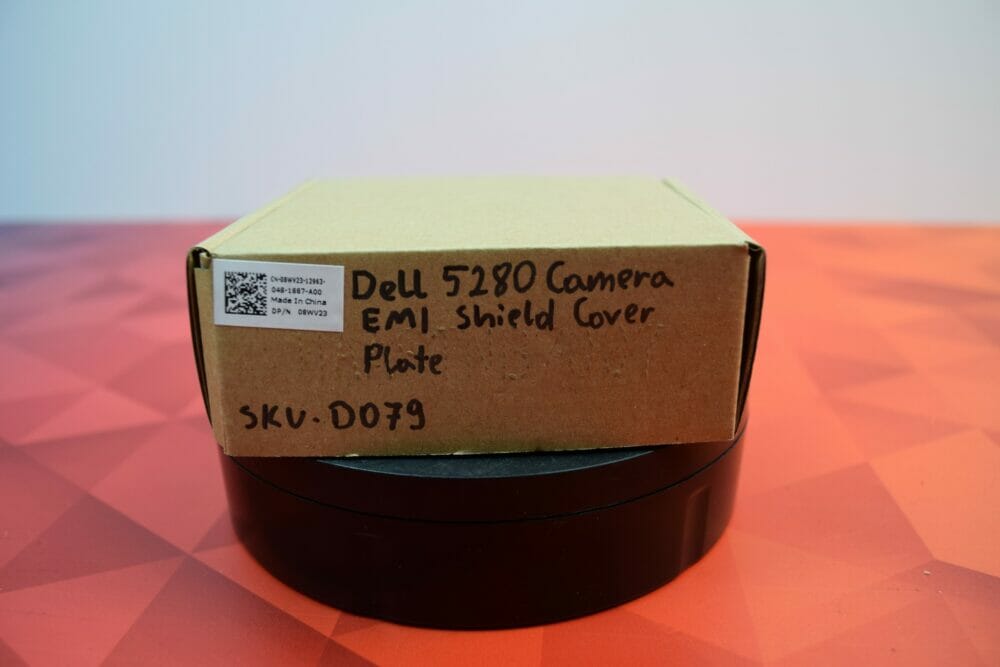 CN-08WV23-12963-
048-1887-A00
Made In China
DP/N 08WV23
Dell 5280 Camera
EMI Shield Cover
Plate
SKU.D079